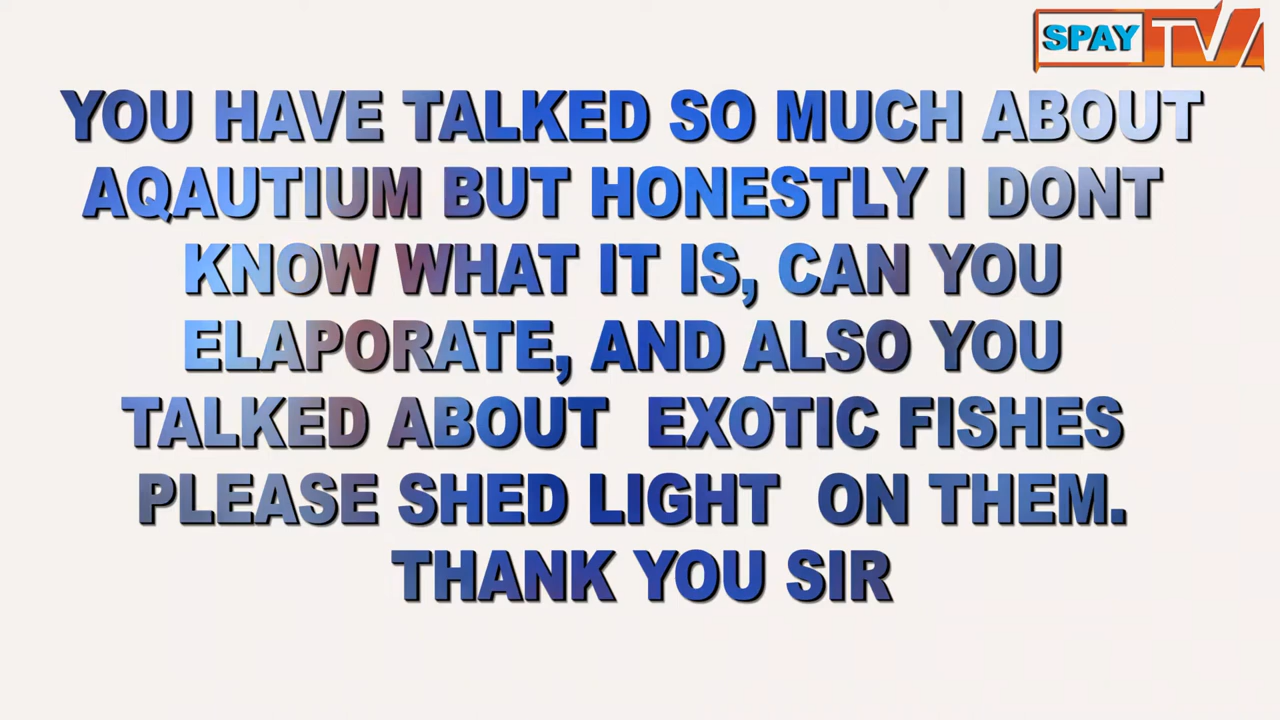 SPAY TV
YOU HAVE TALKED SO MUCH ABOUT
AQAUTIUM BUT HONESTLY I DONT
KNOW WHAT IT IS, CAN YOU
ELAPORATE, AND ALSO YOU
TALKED ABOUT EXOTIC FISHES
PLEASE SHED LIGHT ON THEM.
THANK YOU SIR